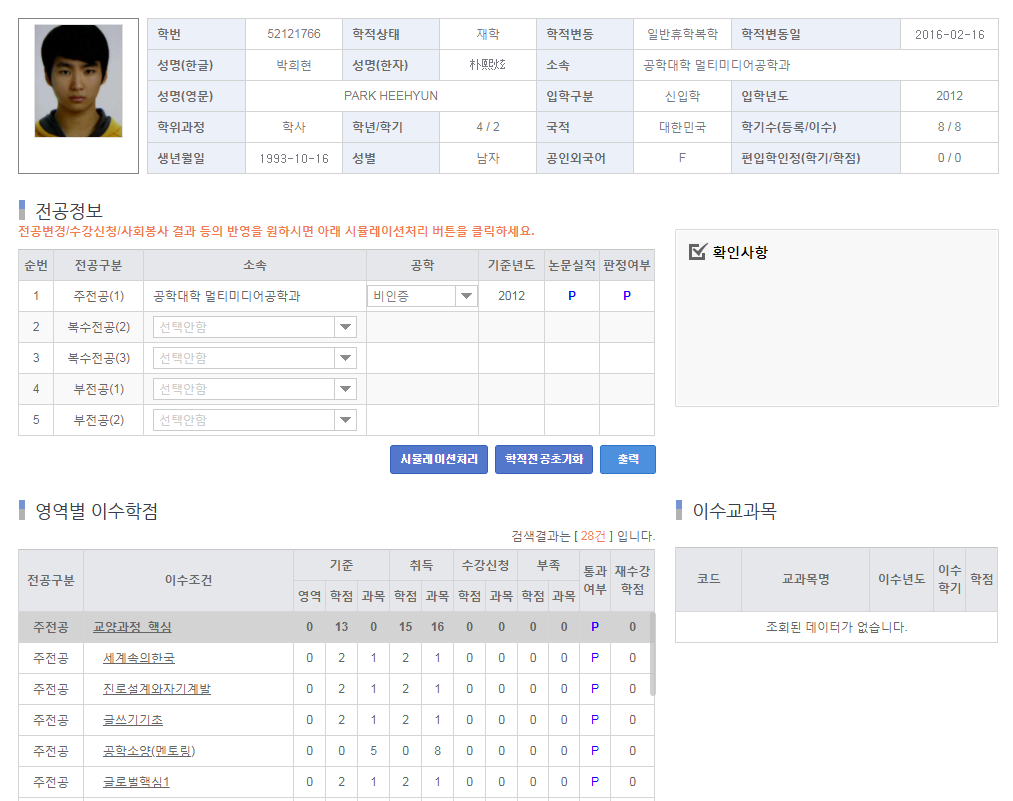 학번 52121766 학적상태 재학 학적변동 일반휴학복학 학적변동일 2016-02-16
성명(한글) 박희현 성명(한자) 朴熙炫 소속 공학대학 멀티미디어공학과
성명(영문) PARK HEEHYUN 입학구분 신입학 입학년도 2012
학위과정 학사 학년/학기 4 / 2 국적 대한민국 학기수(등록/이수) 8 / 8
생년월일 1993-10-16 성별 남자 공인외국어 F 편입학인정(학기/학점) 0 / 0
전공정보
전공변경/수강신청/사회봉사 결과 등의 반영을 원하시면 아래 시뮬레이션처리 버튼을 클릭하세요.
순번 전공구분 소속 공학 기준년도 논문실적 판정여부
1 주전공(1) 공학대학 멀티미디어공학과 비인증 2012 P P
2 복수전공(2) 선택안함
3 복수전공(3) 선택안함
4 부전공(1) 선택안함
5 부전공(2) 선택안함
시뮬레이션처리 학적전공초기화 출력
확인사항
영역별 이수학점
검색결과는 [ 28건 ] 입니다.
전공구분 이수조건 기준 취득 수강신청 부족 통과여부 재수강학점
영역 학점 과목 학점 과목 학점 과목 학점 과목
주전공 교양과정_핵심 0 13 0 15 16 0 0 0 0 P 0
주전공 세계속의한국 0 2 1 2 1 0 0 0 0 P 0
주전공 진로설계와자기계발 0 2 1 2 1 0 0 0 0 P 0
주전공 글쓰기기초 0 2 1 2 1 0 0 0 0 P 0
주전공 공학소양(멘토링) 0 0 5 0 8 0 0 0 0 P 0
주전공 글로벌핵심1 0 2 1 2 1 0 0 0 0 P 0
이수교과목
코드 교과목명 이수년도 이수학기 학점
조회된 데이터가 없습니다.